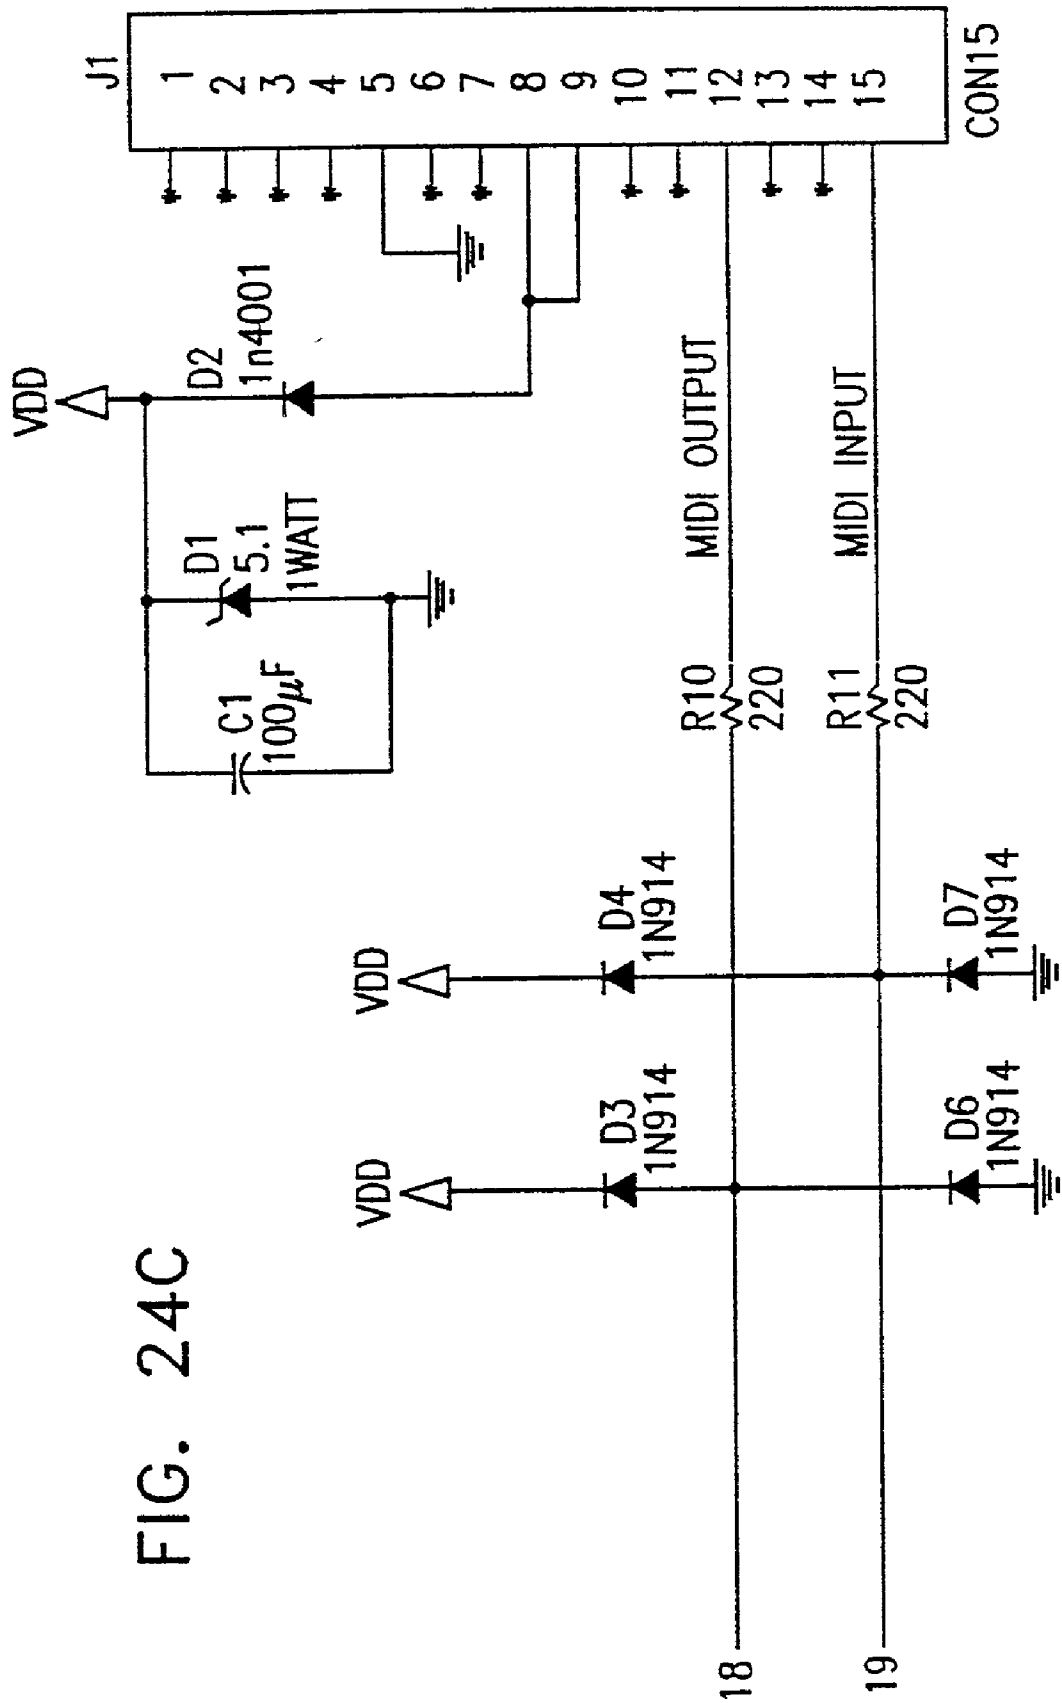 FIG. 24C
J1
1
2
3
4
5
6
7
8
9
10
11
12
13
14
15
CON15
VDD
D2
1n4001
D1
5.1
1WATT
C1
100μF
MIDI OUTPUT
MIDI INPUT
R10
220
R11
220
VDD
D4
1N914
D7
1N914
VDD
D3
1N914
D6
1N914
18
19